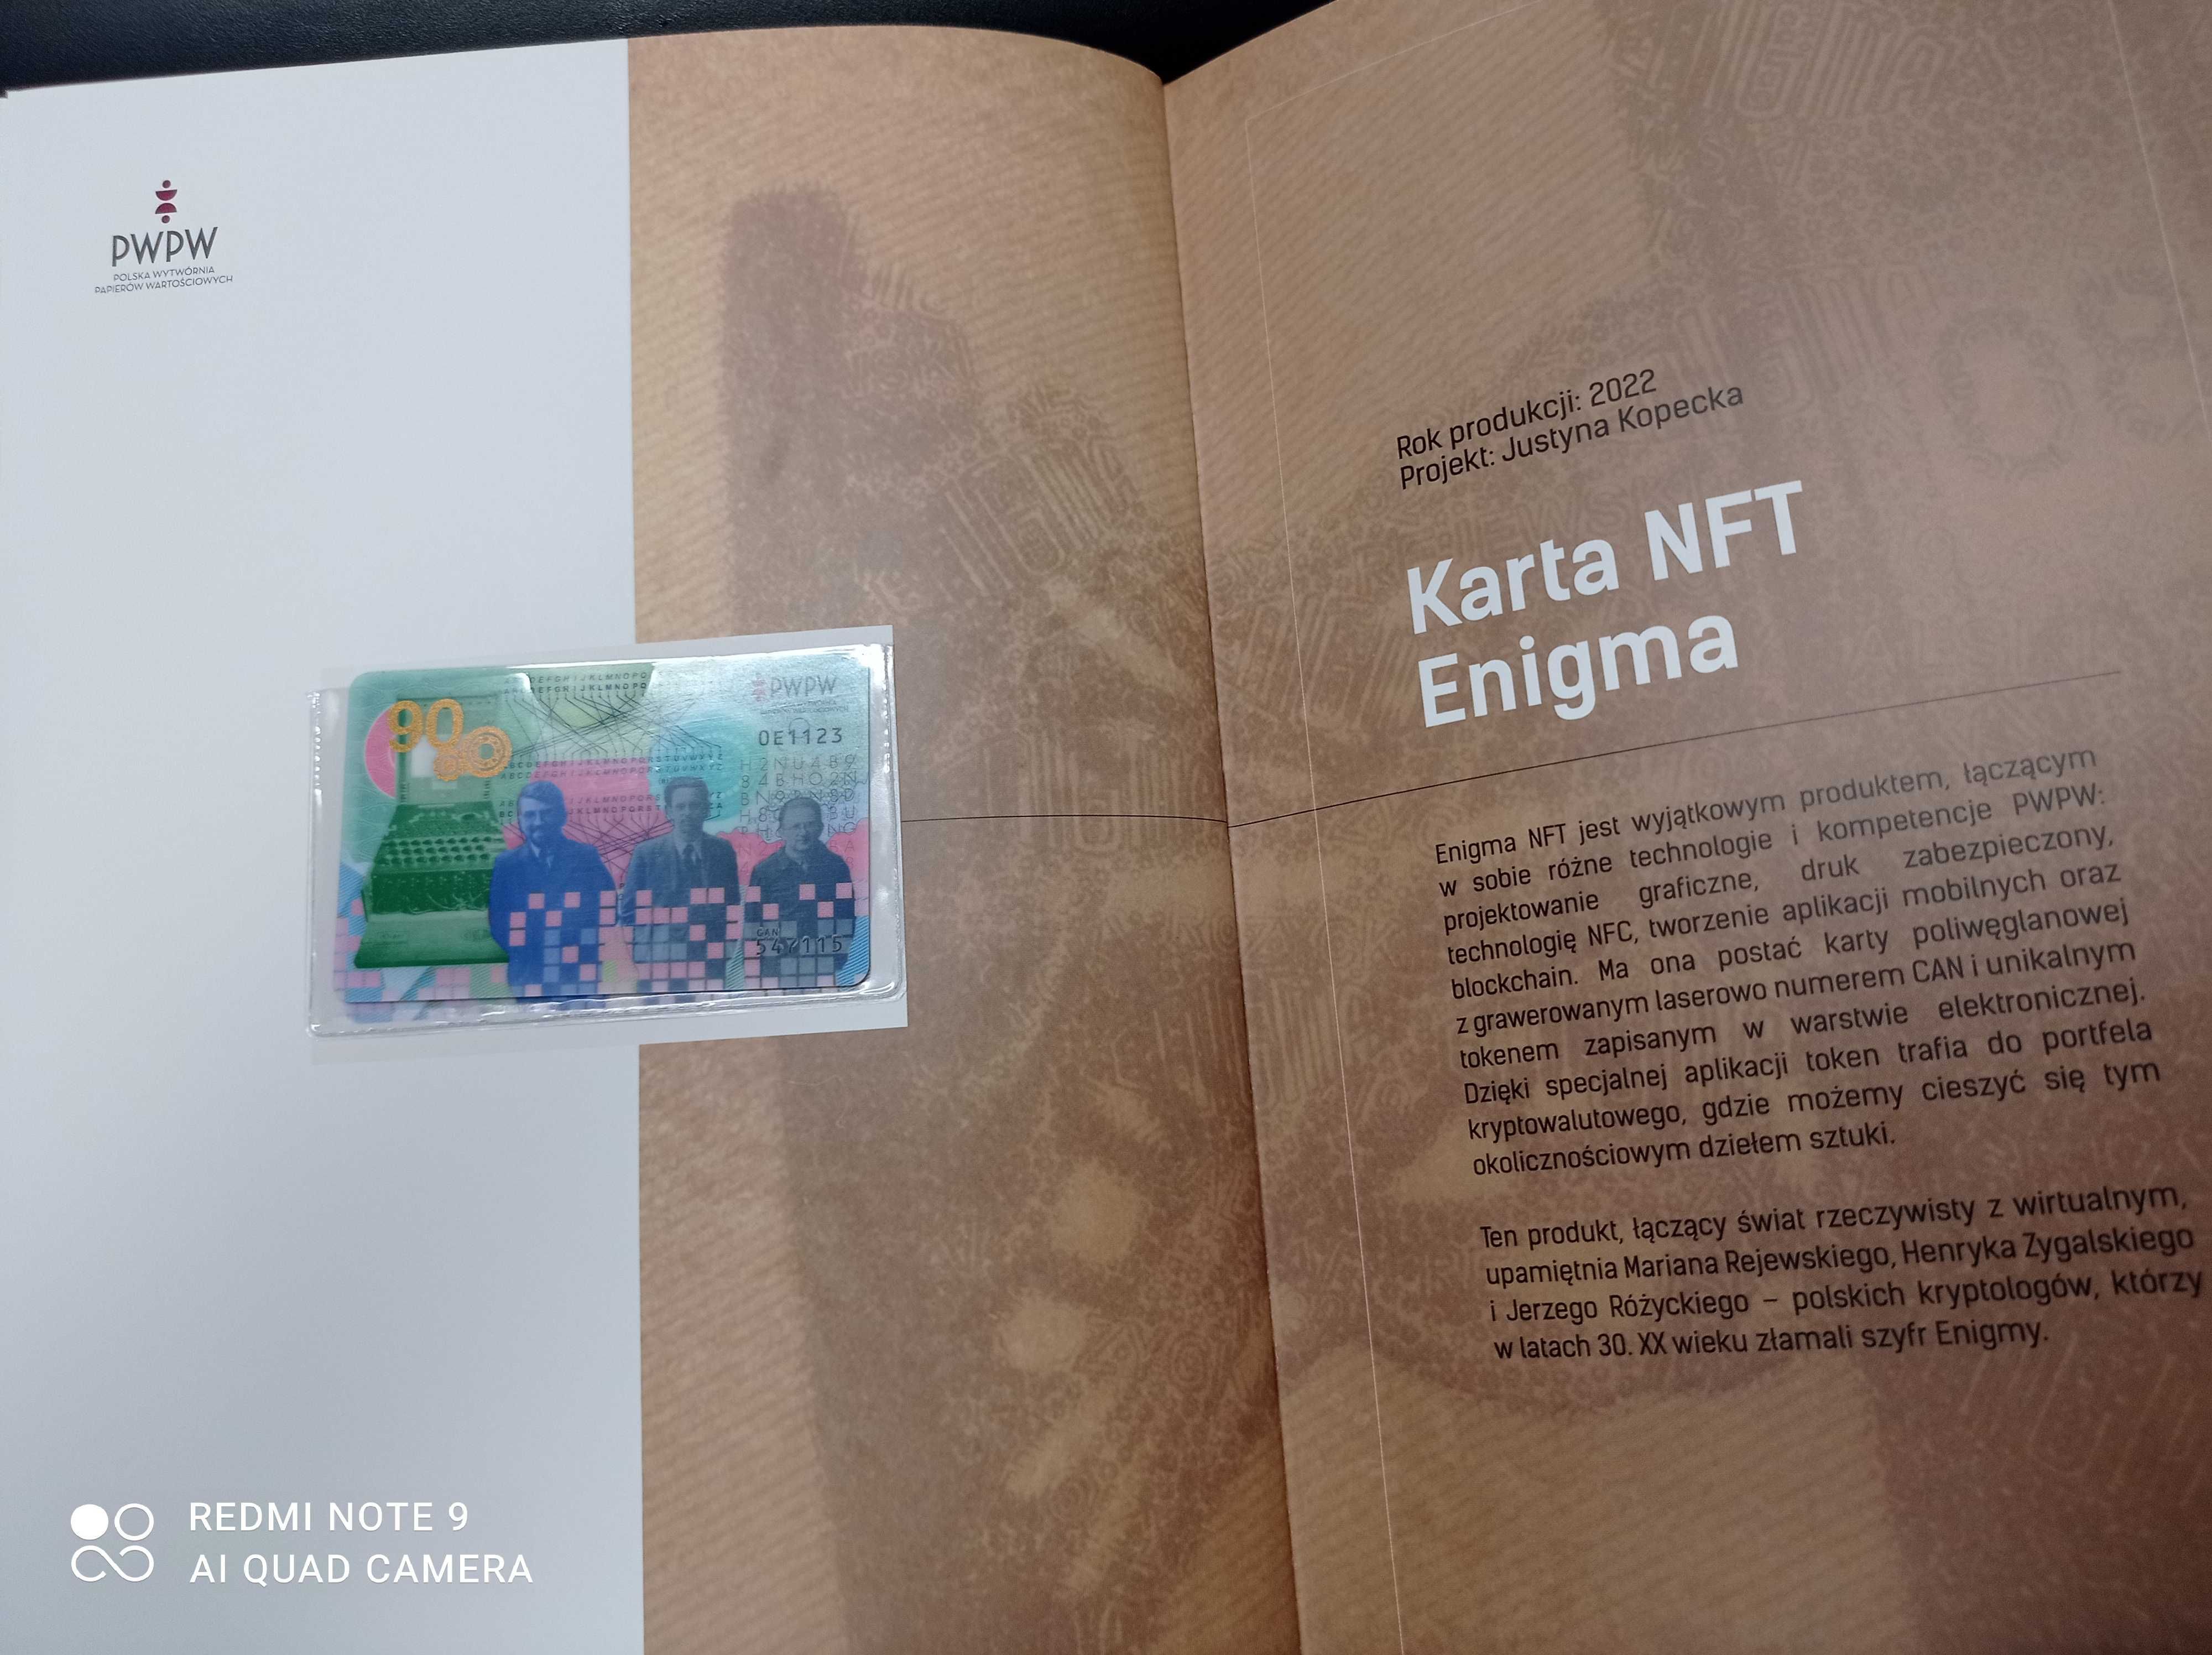 PWPW
POLSKA WYTWÓRNIA
PAPIERÓW WARTOŚCIOWYCH
90
PWPW
0E1123
CAN
547115
Rok produkcji: 2022
Projekt: Justyna Kopecka
Karta NFT
Enigma
Enigma NFT jest wyjątkowym produktem, łączącym
w sobie różne technologie i kompetencje PWPW:
projektowanie graficzne, druk zabezpieczony,
technologię NFC, tworzenie aplikacji mobilnych oraz
blockchain. Ma ona postać karty poliwęglanowej
z grawerowanym laserowo numerem CAN i unikalnym
tokenem zapisanym w warstwie elektronicznej.
Dzięki specjalnej aplikacji token trafia do portfela
kryptowalutowego, gdzie możemy cieszyć się tym
okolicznościowym dziełem sztuki.
Ten produkt, łączący świat rzeczywisty z wirtualnym,
upamiętnia Mariana Rejewskiego, Henryka Zygalskiego
i Jerzego Różyckiego – polskich kryptologów, którzy
w latach 30. XX wieku złamali szyfr Enigmy.
REDMI NOTE 9
AI QUAD CAMERA